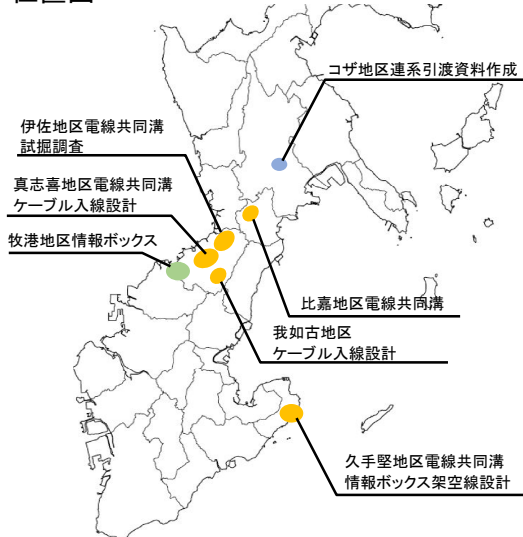 コザ地区連系引渡資料作成
伊佐地区電線共同溝
試掘調査
真志喜地区電線共同溝
ケーブル入線設計
牧港地区情報ボックス
比嘉地区電線共同溝
我如古地区
ケーブル入線設計
久手堅地区電線共同溝
情報ボックス架空線設計